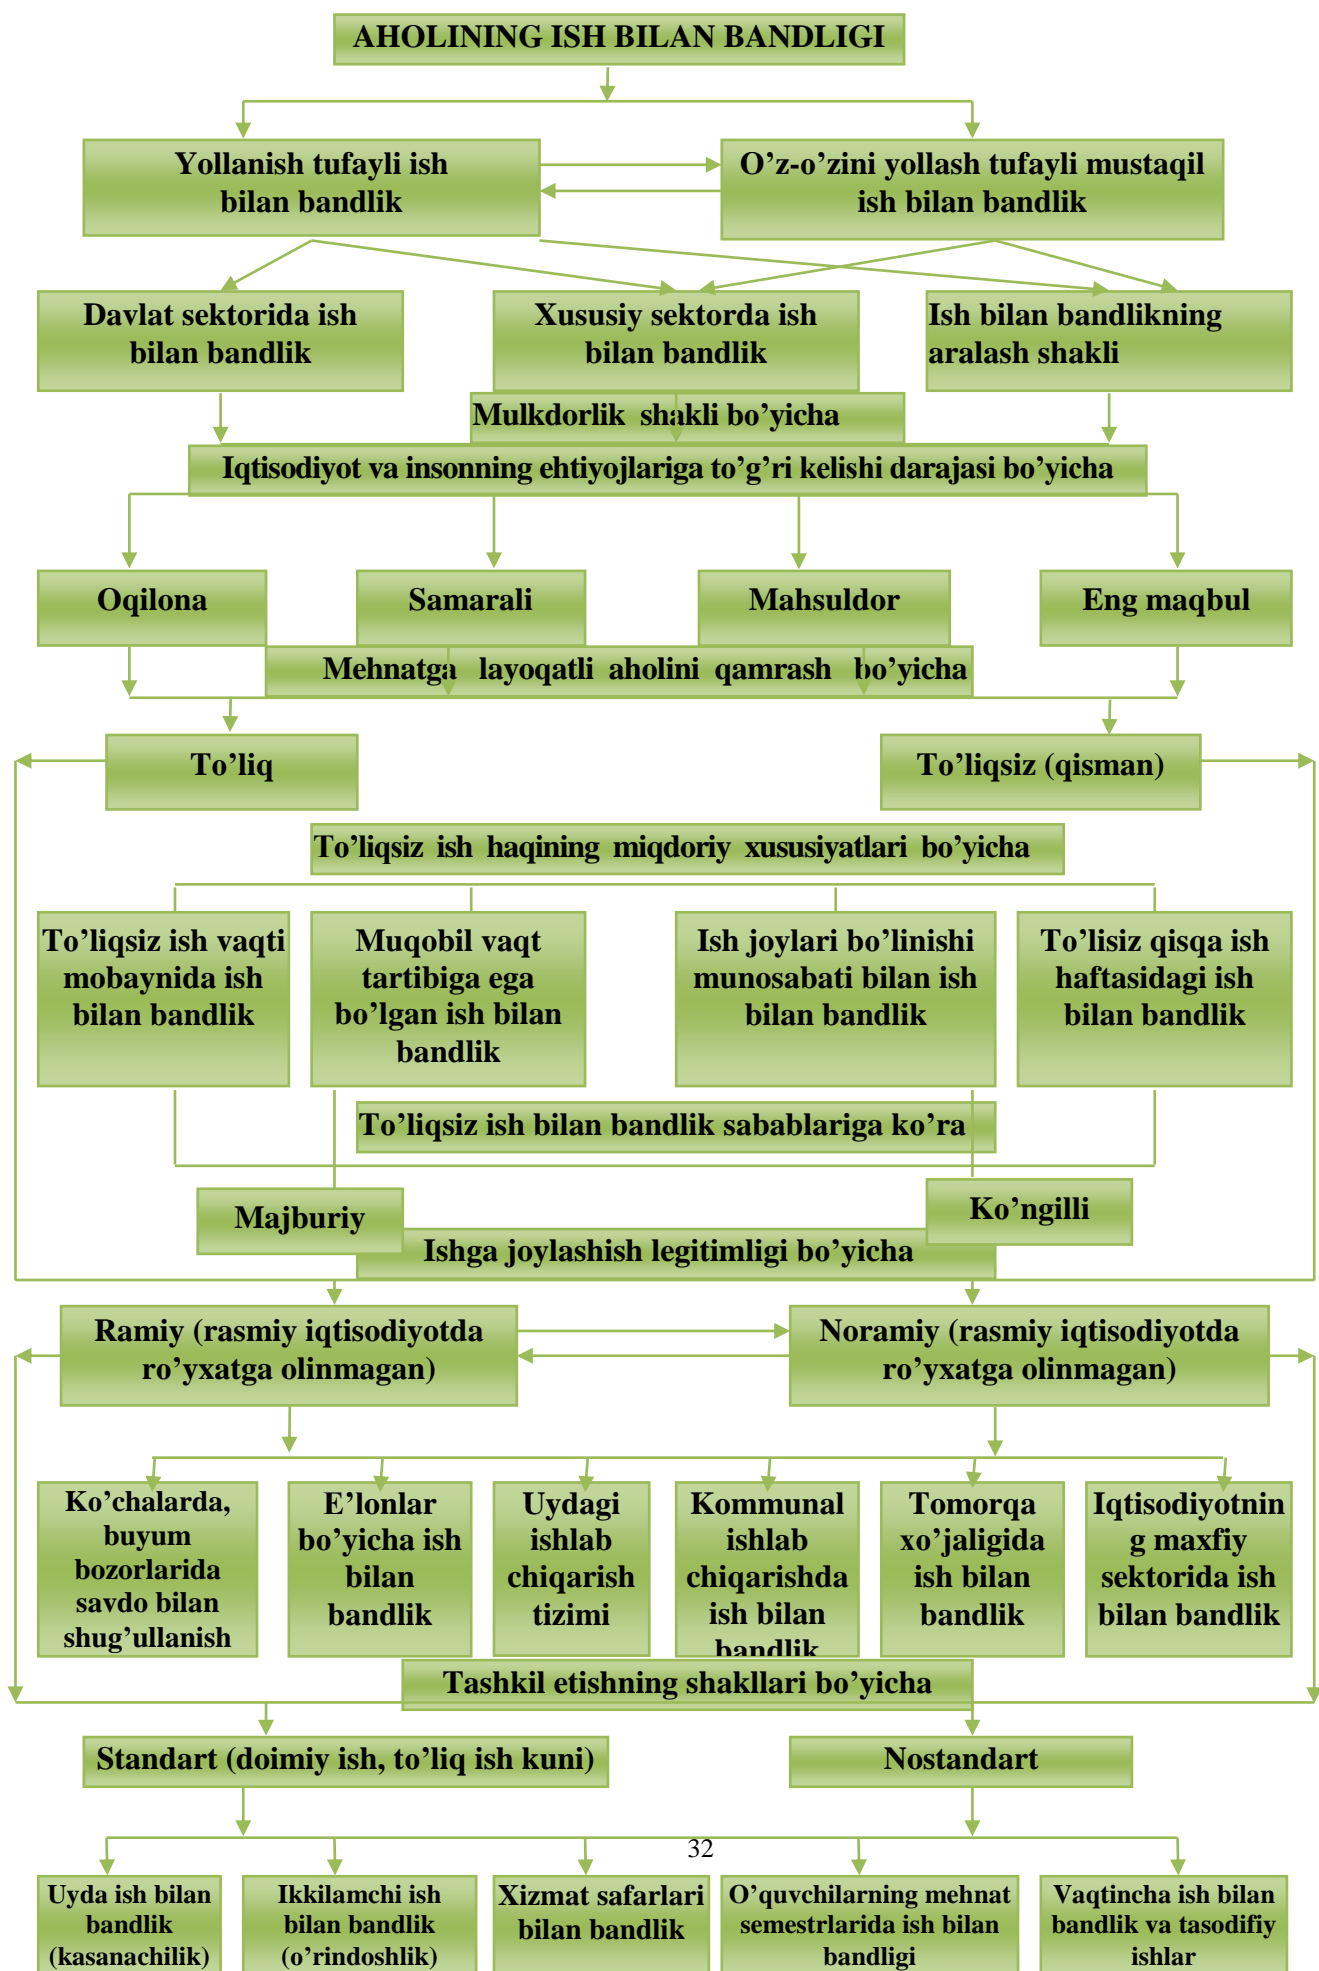 AHOLINING ISH BILAN BANDLIGI
Yollanish tufayli ish
bilan bandlik
O’z-o’zini yollash tufayli mustaqil
ish bilan bandlik
Davlat sektorida ish
bilan bandlik
Xususiy sektorda ish
bilan bandlik
Ish bilan bandlikning
aralash shakli
Mulkdorlik shakli bo’yicha
Iqtisodiyot va insonning ehtiyojlariga to’g’ri kelishi darajasi bo’yicha
Oqilona
Samarali
Mahsuldor
Eng maqbul
Mehnatga layoqatli aholini qamrash bo’yicha
To’liq
To’liqsiz (qisman)
To’liqsiz ish haqining miqdoriy xususiyatlari bo’yicha
To’liqsiz ish vaqti
mobaynida ish
bilan bandlik
Muqobil vaqt
tartibiga ega
bo’lgan ish bilan
bandlik
Ish joylari bo’linishi
munosabati bilan ish
bilan bandlik
To’lisiz qisqa ish
haftasidagi ish
bilan bandlik
To’liqsiz ish bilan bandlik sabablariga ko’ra
Majburiy
Ko’ngilli
Ishga joylashish legitimligi bo’yicha
Ramiy (rasmiy iqtisodiyotda
ro’yxatga olinmagan)
Noramiy (rasmiy iqtisodiyotda
ro’yxatga olinmagan)
Ko’chalarda,
buyum
bozorlarida
savdo bilan
shug’ullanish
E’lonlar
bo’yicha ish
bilan
bandlik
Uydagi
ishlab
chiqarish
tizimi
Kommunal
ishlab
chiqarishda
ish bilan
bandlik
Tomorqa
xo’jaligida
ish bilan
bandlik
Iqtisodiyotnin
g maxfiy
sektorida ish
bilan bandlik
Tashkil etishning shakllari bo’yicha
Standart (doimiy ish, to’liq ish kuni)
Nostandart
32
Uyda ish bilan
bandlik
(kasanachilik)
Ikkilamchi ish
bilan bandlik
(o’rindoshlik)
Xizmat safarlari
bilan bandlik
O’quvchilarning mehnat
semestrlarida ish bilan
bandligi
Vaqtincha ish bilan
bandlik va tasodifiy
ishlar